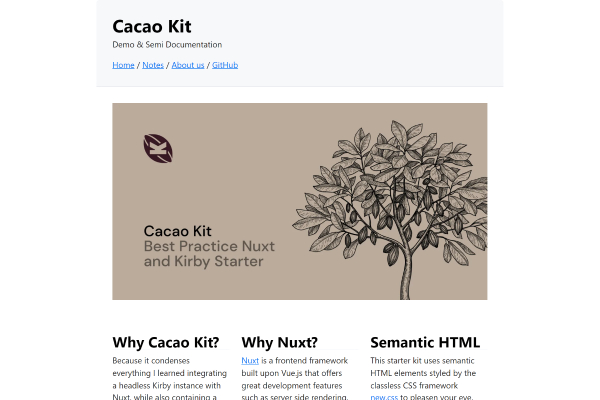 Cacao Kit
Demo & Semi Documentation
Home / Notes / About us / GitHub
Cacao Kit
Best Practice Nuxt
and Kirby Starter
Why Cacao Kit?
Because it condenses
everything I learned integrating
a headless Kirby instance with
Nuxt, while also containing a
Why Nuxt?
Nuxt is a frontend framework
built upon Vue.js that offers
great development features
such as server side rendering,
Semantic HTML
This starter kit uses semantic
HTML elements styled by the
classless CSS framework
new.css to pleasen your eye.